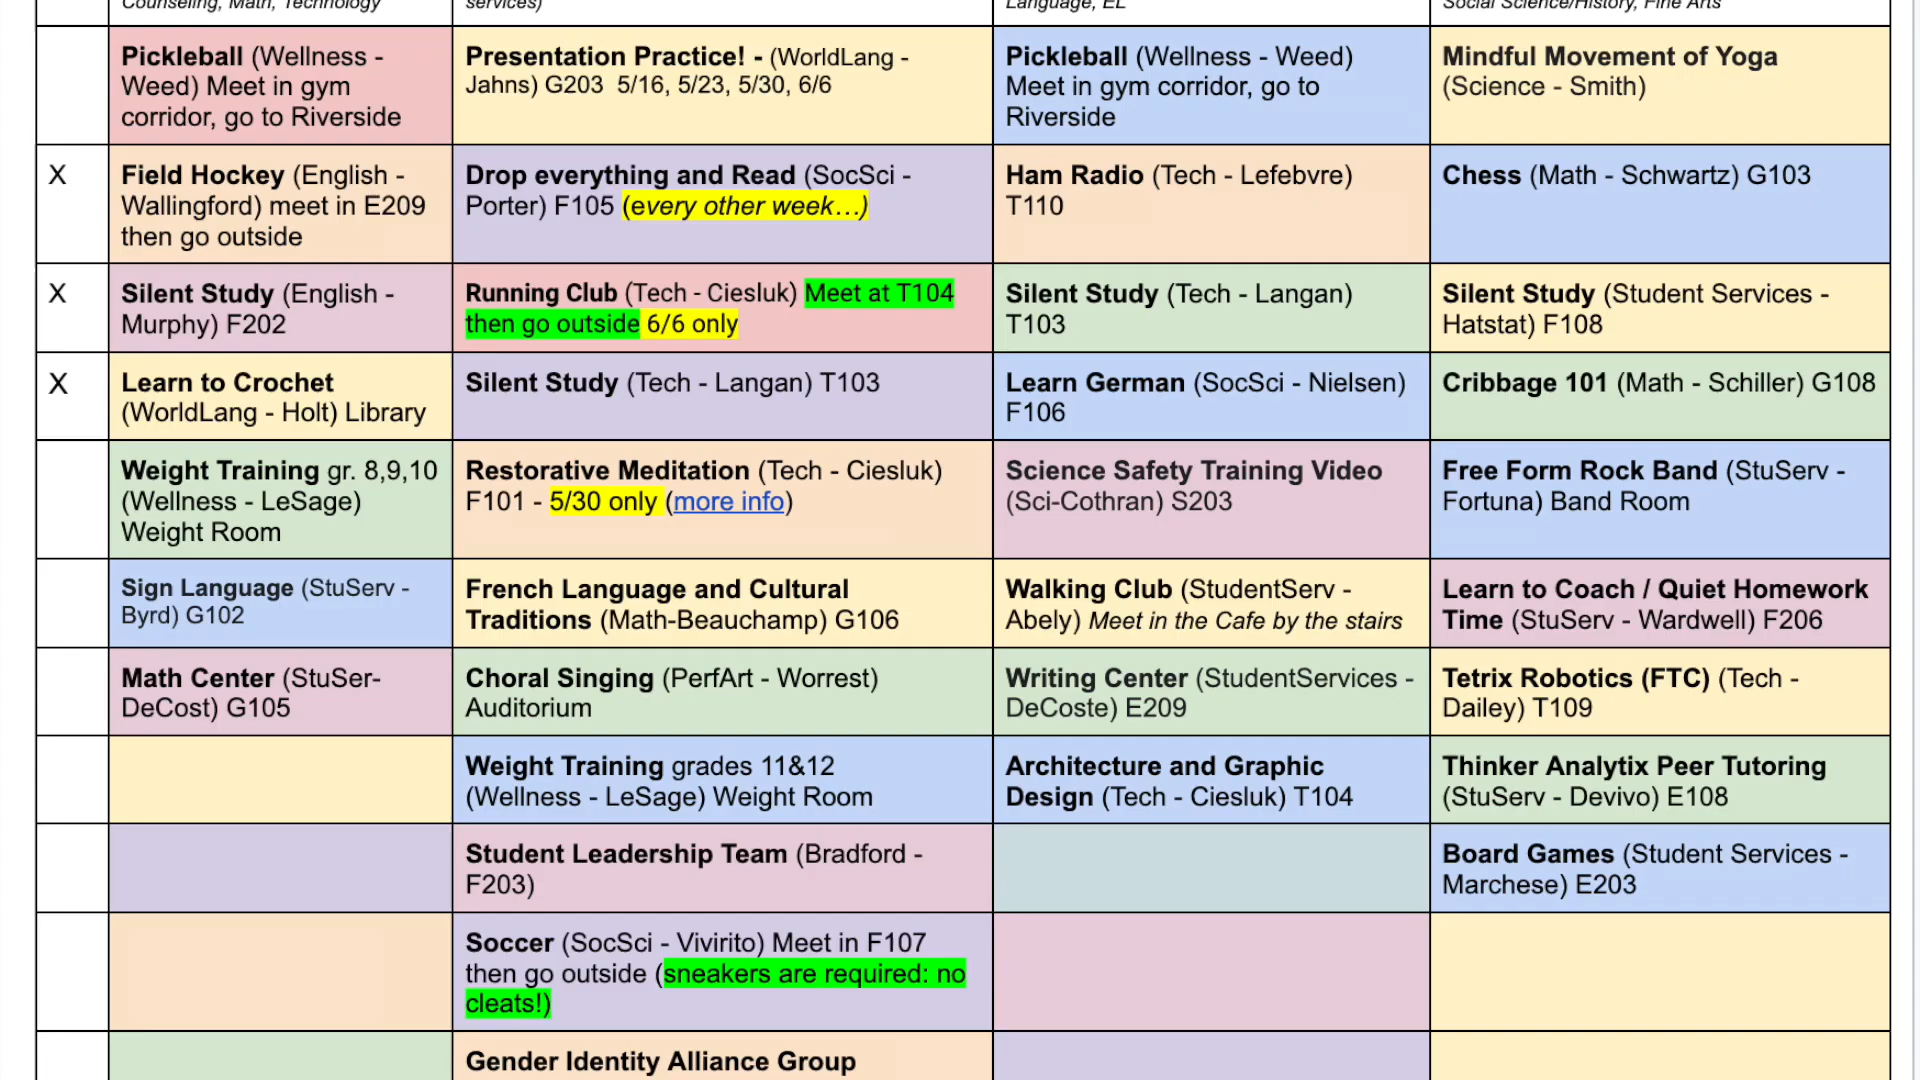 Counseling, Math, Technology
services)
Language, EL
Social Science/History, Fine Arts
Pickleball (Wellness -
Weed) Meet in gym
corridor, go to Riverside
Presentation Practice! - (WorldLang -
Jahns) G203  5/16, 5/23, 5/30, 6/6
Pickleball (Wellness - Weed)
Meet in gym corridor, go to
Riverside
Mindful Movement of Yoga
(Science - Smith)
X
Field Hockey (English -
Wallingford) meet in E209
then go outside
Drop everything and Read (SocSci -
Porter) F105 (every other week…)
Ham Radio (Tech - Lefebvre)
T110
Chess (Math - Schwartz) G103
X
Silent Study (English -
Murphy) F202
Running Club (Tech - Ciesluk) Meet at T104
then go outside 6/6 only
Silent Study (Tech - Langan)
T103
Silent Study (Student Services -
Hatstat) F108
X
Learn to Crochet
(WorldLang - Holt) Library
Silent Study (Tech - Langan) T103
Learn German (SocSci - Nielsen)
F106
Cribbage 101 (Math - Schiller) G108
Weight Training gr. 8,9,10
(Wellness - LeSage)
Weight Room
Restorative Meditation (Tech - Ciesluk)
F101 - 5/30 only (more info)
Science Safety Training Video
(Sci-Cothran) S203
Free Form Rock Band (StuServ -
Fortuna) Band Room
Sign Language (StuServ -
Byrd) G102
French Language and Cultural
Traditions (Math-Beauchamp) G106
Walking Club (StudentServ -
Abely) Meet in the Cafe by the stairs
Learn to Coach / Quiet Homework
Time (StuServ - Wardwell) F206
Math Center (StuSer-
DeCost) G105
Choral Singing (PerfArt - Worrest)
Auditorium
Writing Center (StudentServices -
DeCoste) E209
Tetrix Robotics (FTC) (Tech -
Dailey) T109
Weight Training grades 11&12
(Wellness - LeSage) Weight Room
Architecture and Graphic
Design (Tech - Ciesluk) T104
Thinker Analytix Peer Tutoring
(StuServ - Devivo) E108
Student Leadership Team (Bradford -
F203)
Board Games (Student Services -
Marchese) E203
Soccer (SocSci - Vivirito) Meet in F107
then go outside (sneakers are required: no
cleats!)
Gender Identity Alliance Group